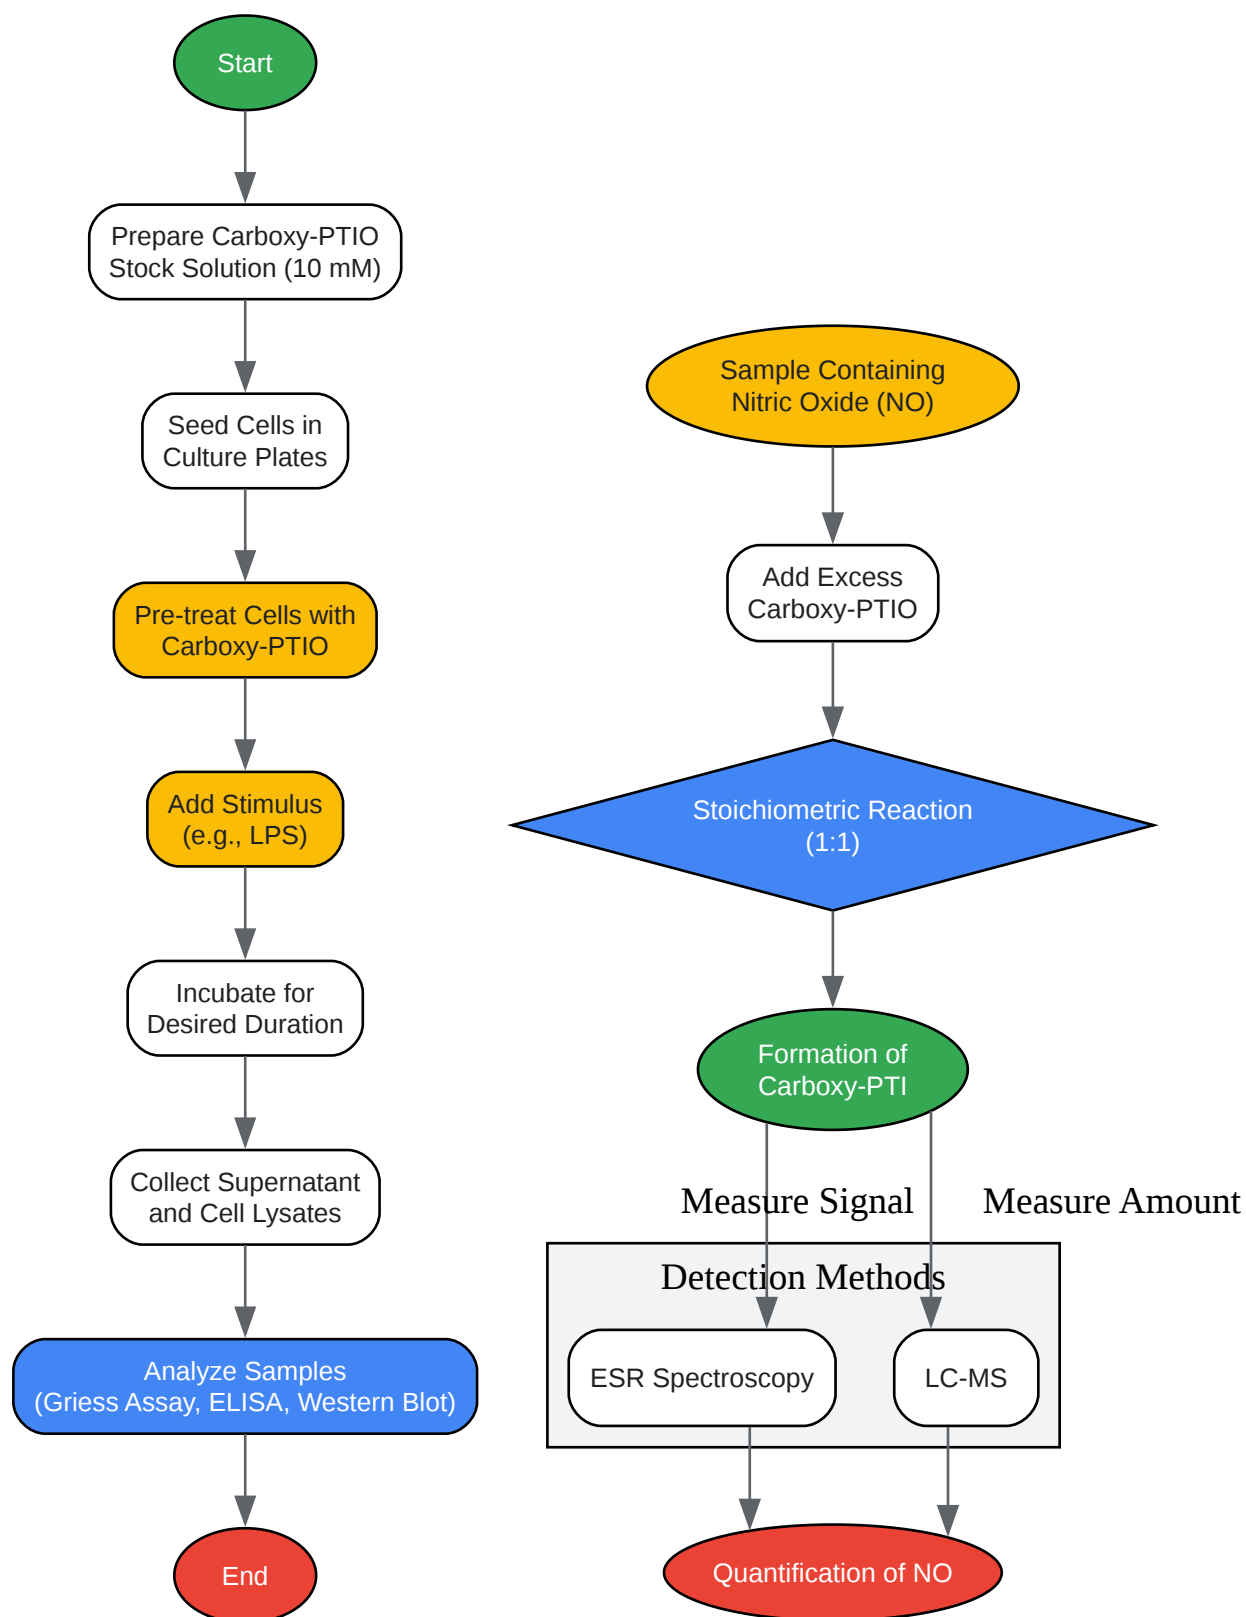 Start
Prepare Carboxy-PTIO
Stock Solution (10 mM)
Seed Cells in
Culture Plates
Pre-treat Cells with
Carboxy-PTIO
Add Stimulus
(e.g., LPS)
Incubate for
Desired Duration
Collect Supernatant
and Cell Lysates
Analyze Samples
(Griess Assay, ELISA, Western Blot)
End
Sample Containing
Nitric Oxide (NO)
Add Excess
Carboxy-PTIO
Stoichiometric Reaction
(1:1)
Formation of
Carboxy-PTI
Measure Signal
Measure Amount
Detection Methods
ESR Spectroscopy
LC-MS
Quantification of NO